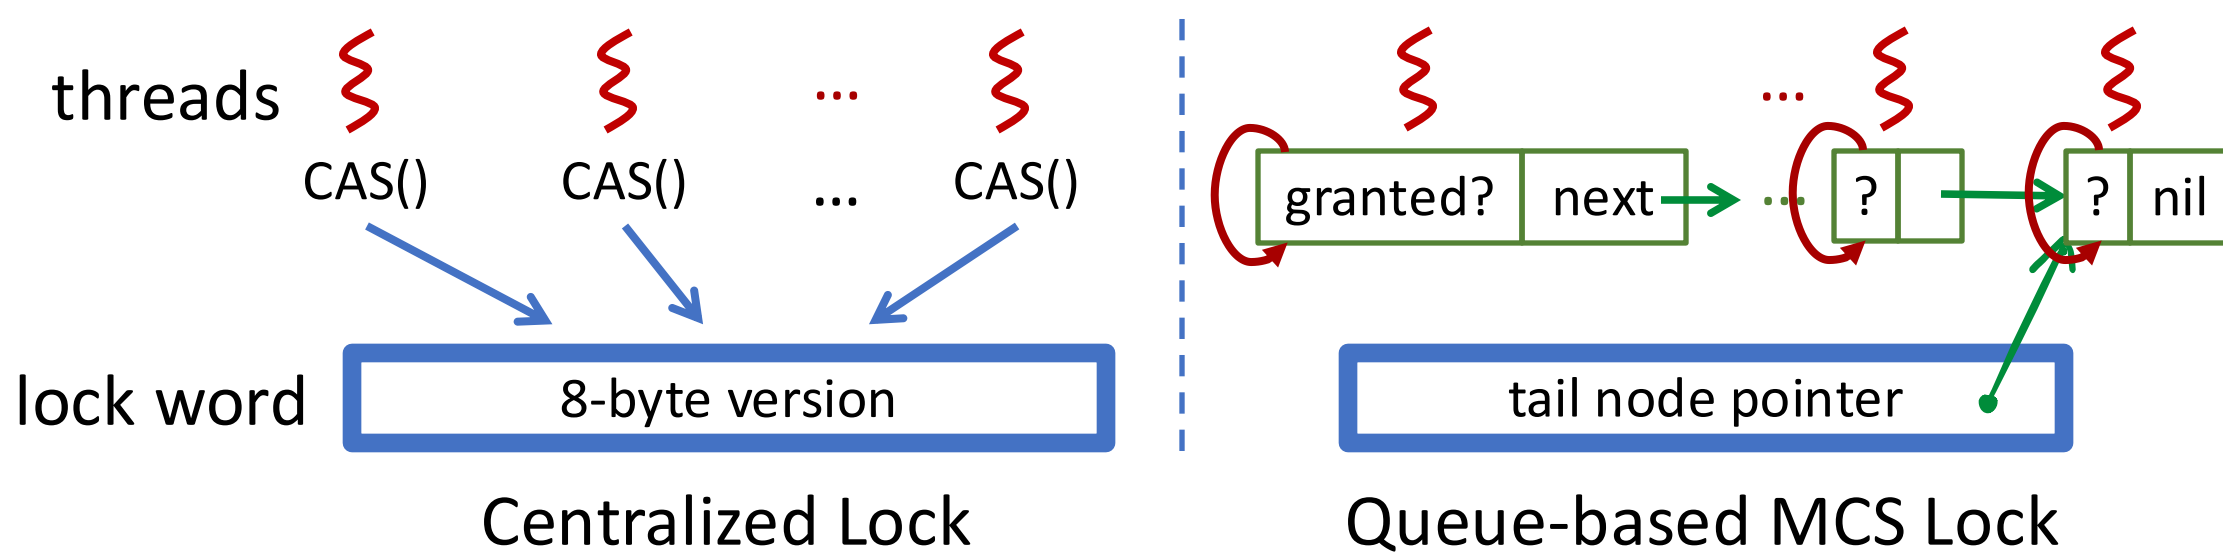 threads
...
...
CAS() CAS() ... CAS()
granted? next ... ? ? nil
lock word
8-byte version
tail node pointer
Centralized Lock
Queue-based MCS Lock